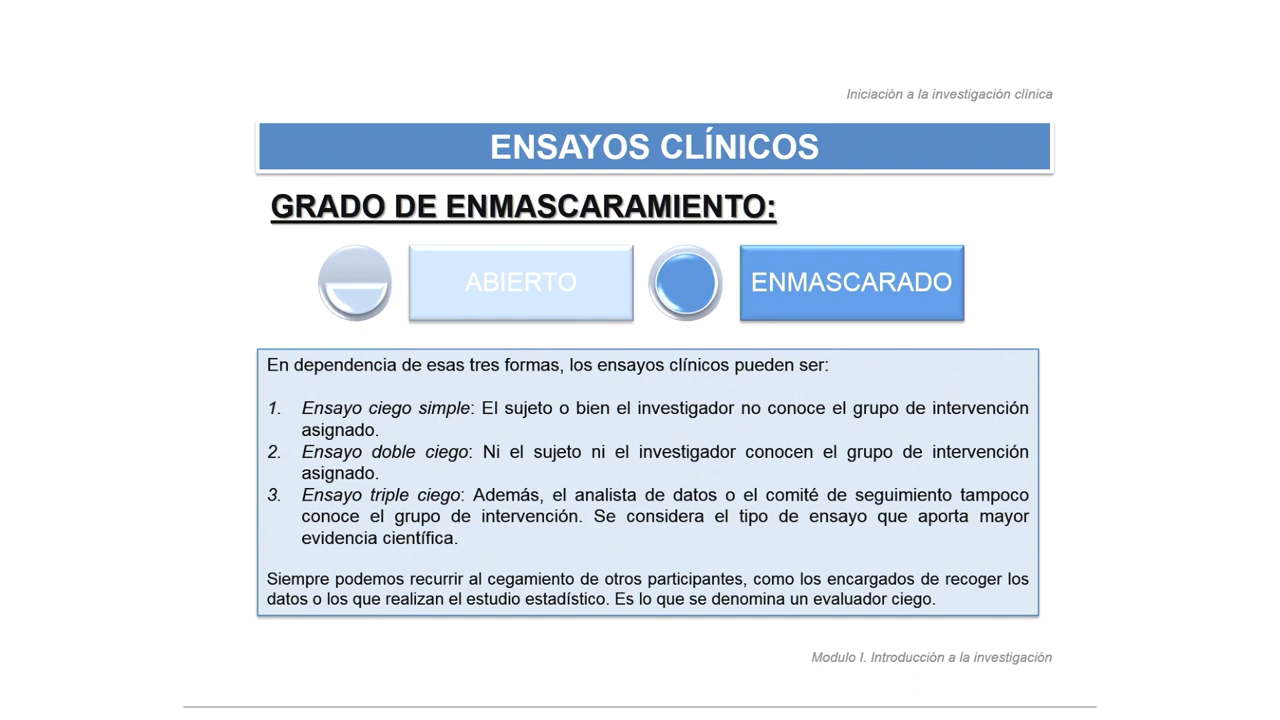 Iniciación a la investigación clínica
ENSAYOS CLÍNICOS
GRADO DE ENMASCARAMIENTO:
ABIERTO
ENMASCARADO
En dependencia de esas tres formas, los ensayos clínicos pueden ser:
1. Ensayo ciego simple: El sujeto o bien el investigador no conoce el grupo de intervención
asignado.
2. Ensayo doble ciego: Ni el sujeto ni el investigador conocen el grupo de intervención
asignado.
3. Ensayo triple ciego: Además, el analista de datos o el comité de seguimiento tampoco
conoce el grupo de intervención. Se considera el tipo de ensayo que aporta mayor
evidencia científica.
Siempre podemos recurrir al cegamiento de otros participantes, como los encargados de recoger los
datos o los que realizan el estudio estadístico. Es lo que se denomina un evaluador ciego.
Modulo I. Introducción a la investigación